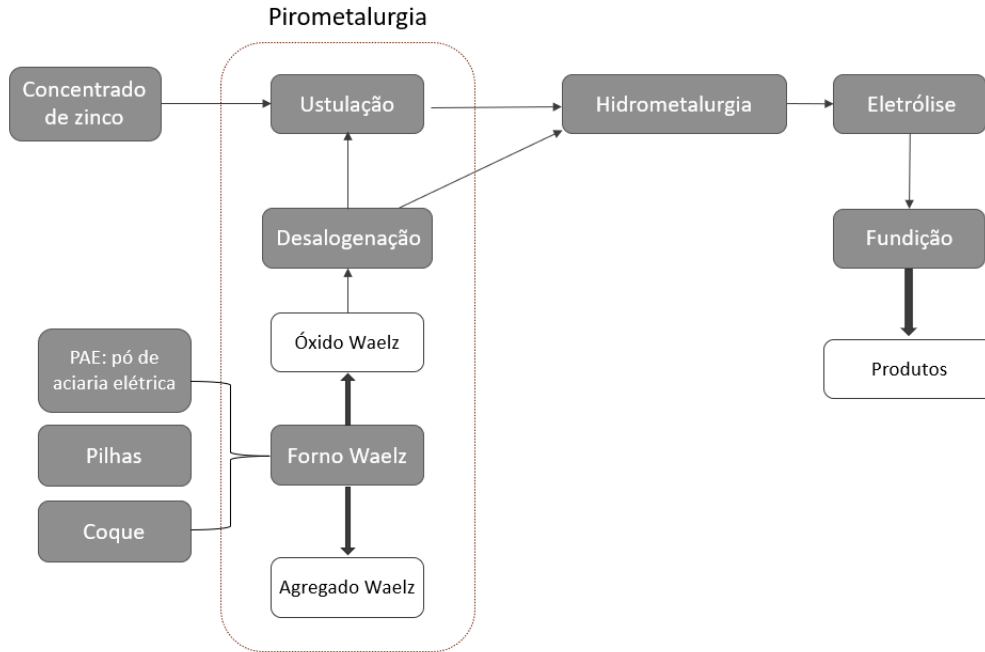 Pirometalurgia
Concentrado
de zinco
Ustulação
Hidrometalurgia
Eletrólise
Desalogenação
Fundição
Óxido Waelz
PAE: pó de
aciaria elétrica
Produtos
Pilhas
Forno Waelz
Coque
Agregado Waelz